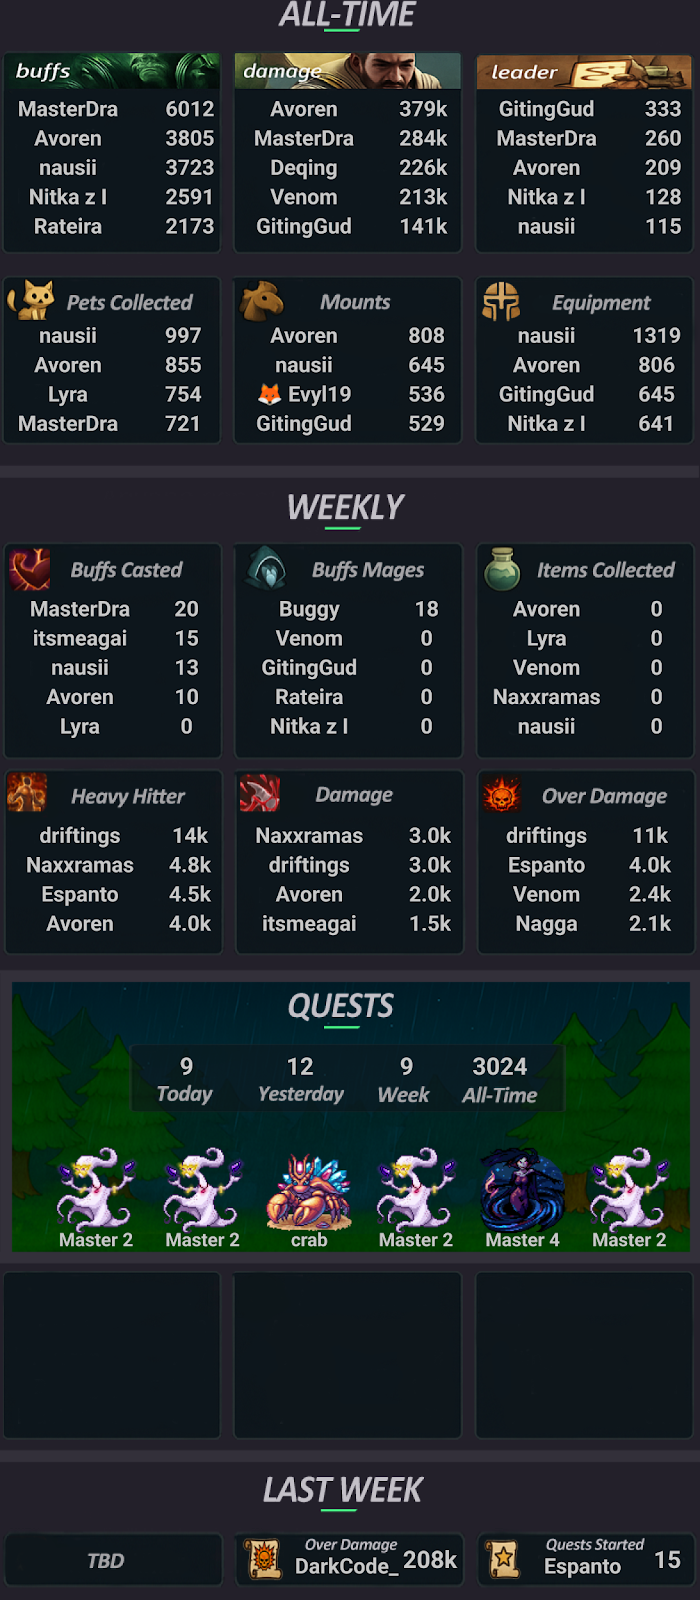 ALL-TIME
buffs
MasterDra 6012
Avoren 3805
nausii 3723
Nitka z I 2591
Rateira 2173
damage
Avoren 379k
MasterDra 284k
Deqing 226k
Venom 213k
GitingGud 141k
leader
GitingGud 333
MasterDra 260
Avoren 209
Nitka z I 128
nausii 115
Pets Collected
nausii 997
Avoren 855
Lyra 754
MasterDra 721
Mounts
Avoren 808
nausii 645
🦊 Evyl19 536
GitingGud 529
Equipment
nausii 1319
Avoren 806
GitingGud 645
Nitka z I 641
WEEKLY
Buffs Casted
MasterDra 20
itsmeagai 15
nausii 13
Avoren 10
Lyra 0
Buffs Mages
Buggy 18
Venom 0
GitingGud 0
Rateira 0
Nitka z I 0
Items Collected
Avoren 0
Lyra 0
Venom 0
Naxxramas 0
nausii 0
Heavy Hitter
driftings 14k
Naxxramas 4.8k
Espanto 4.5k
Avoren 4.0k
Damage
Naxxramas 3.0k
driftings 3.0k
Avoren 2.0k
itsmeagai 1.5k
Over Damage
driftings 11k
Espanto 4.0k
Venom 2.4k
Nagga 2.1k
QUESTS
9 12 9 3024
Today Yesterday Week All-Time
Master 2 Master 2 crab Master 2 Master 4 Master 2
LAST WEEK
TBD
Over Damage
DarkCode_ 208k
Quests Started
Espanto 15